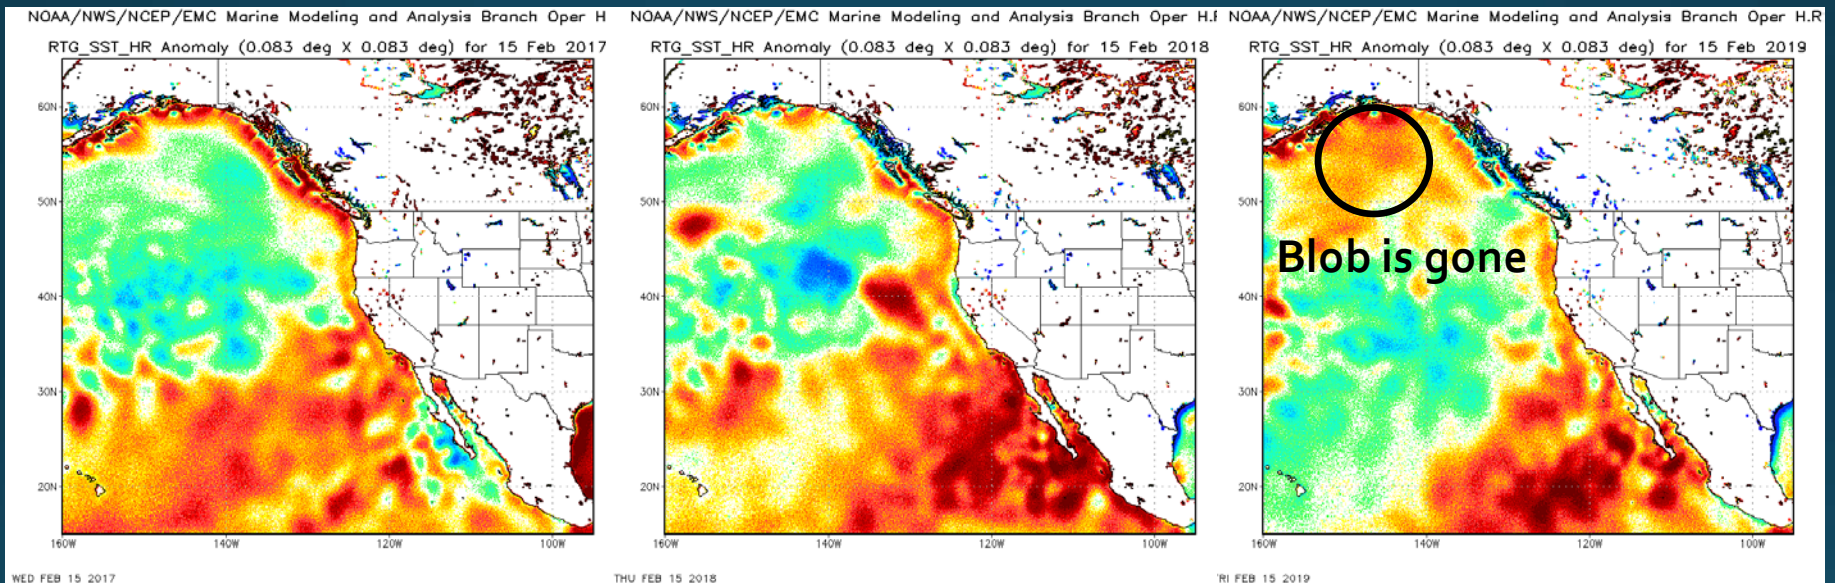 NOAA/NWS/NCEP/EMC Marine Modeling and Analysis Branch Oper H
RTG_SST_HR Anomaly (0.083 deg X 0.083 deg) for 15 Feb 2017
60N
50N
40N
30N
20N
160W 140W 120W 100W
WED FEB 15 2017
NOAA/NWS/NCEP/EMC Marine Modeling and Analysis Branch Oper H.R
RTG_SST_HR Anomaly (0.083 deg X 0.083 deg) for 15 Feb 2018
60N
50N
40N
30N
20N
160W 140W 120W 100W
THU FEB 15 2018
NOAA/NWS/NCEP/EMC Marine Modeling and Analysis Branch Oper H.R
RTG_SST_HR Anomaly (0.083 deg X 0.083 deg) for 15 Feb 2019
60N
50N
Blob is gone
40N
30N
20N
160W 140W 120W 100W
RI FEB 15 2019